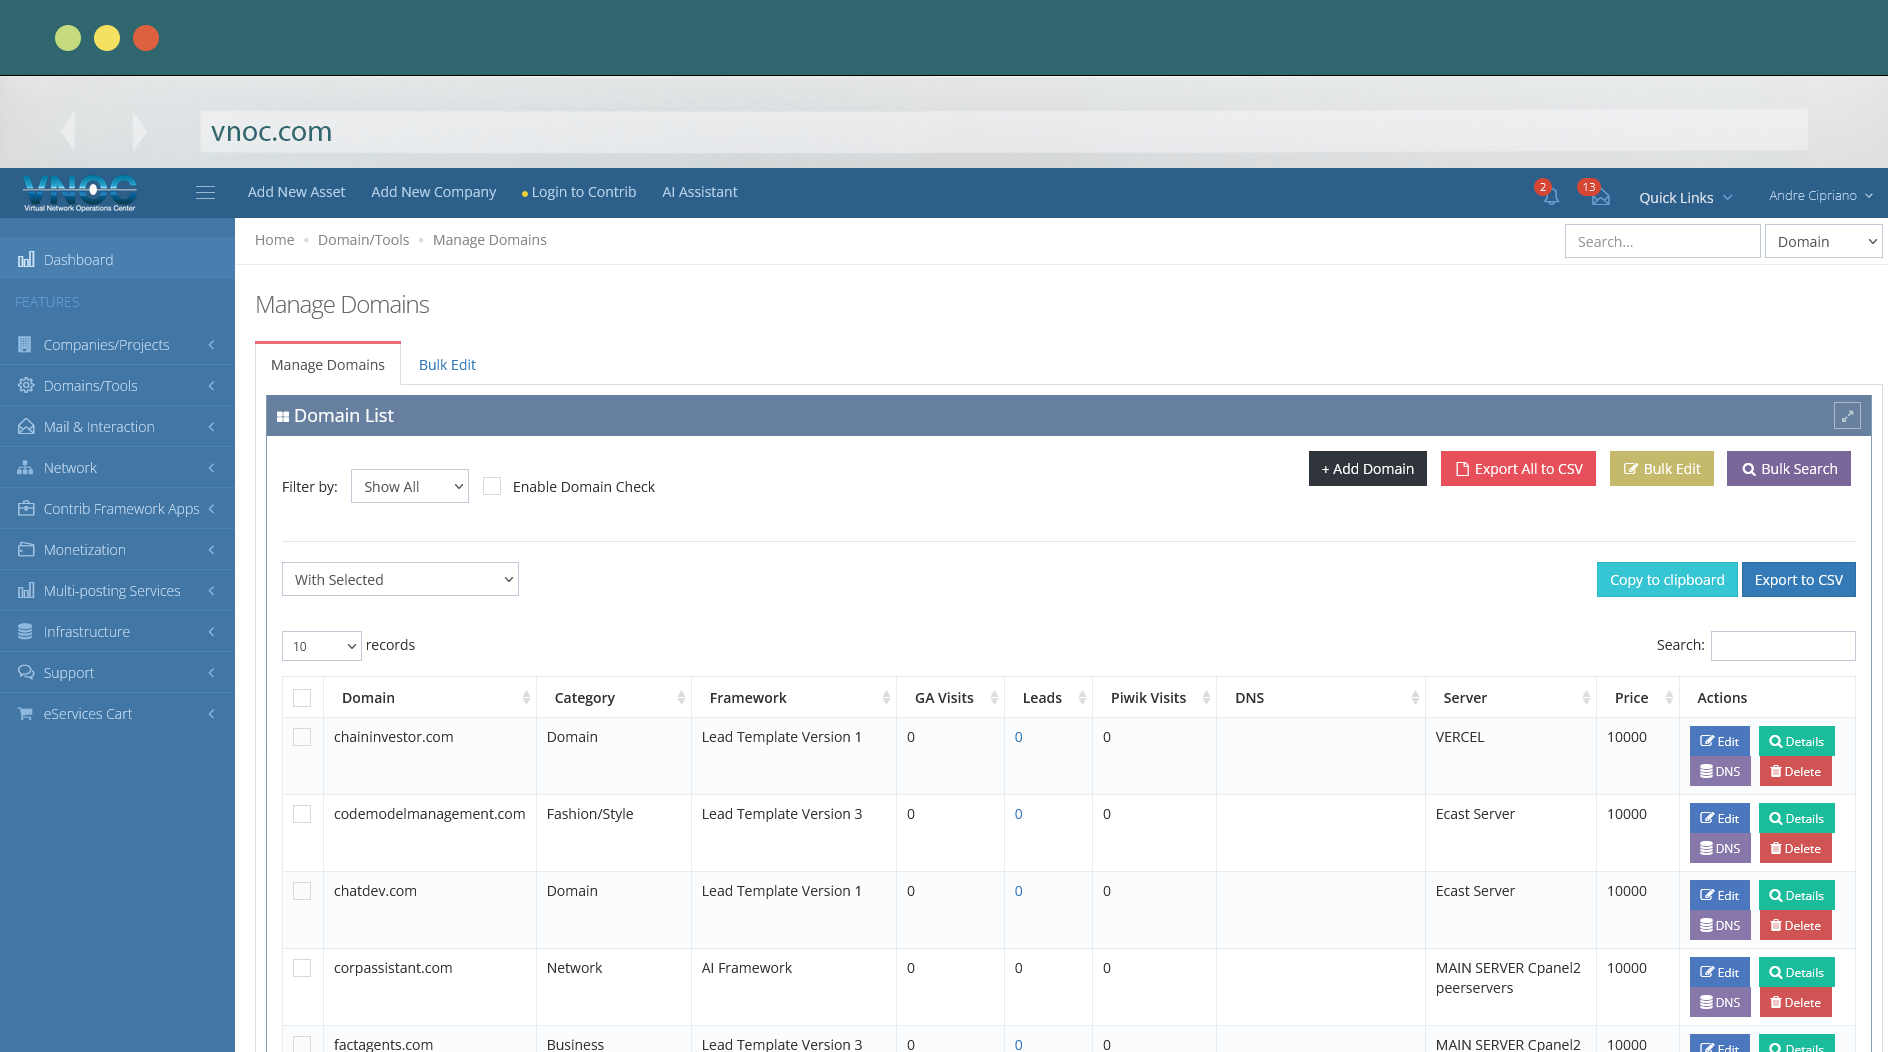 vnoc.com
VNOC
Virtual Network Operations Center
Add New Asset Add New Company Login to Contrib AI Assistant
2 13 Quick Links Andre Cipriano
Dashboard
FEATURES
Companies/Projects
Domains/Tools
Mail & Interaction
Network
Contrib Framework Apps
Monetization
Multi-posting Services
Infrastructure
Support
eServices Cart
Home • Domain/Tools • Manage Domains
Search... Domain
Manage Domains
Manage Domains Bulk Edit
Domain List
+ Add Domain Export All to CSV Bulk Edit Bulk Search
Filter by: Show All Enable Domain Check
With Selected Copy to clipboard Export to CSV
10 records Search:
Domain Category Framework GA Visits Leads Piwik Visits DNS Server Price Actions
chaininvestor.com Domain Lead Template Version 1 0 0 0 VERCEL 10000 Edit Details
DNS Delete
codemodelmanagement.com Fashion/Style Lead Template Version 3 0 0 0 Ecast Server 10000 Edit Details
DNS Delete
chatdev.com Domain Lead Template Version 1 0 0 0 Ecast Server 10000 Edit Details
DNS Delete
corpassistant.com Network AI Framework 0 0 0 MAIN SERVER Cpanel2 10000 Edit Details
peerservers DNS Delete
factagents.com Business Lead Template Version 3 0 0 0 MAIN SERVER Cpanel2 10000 Edit Details